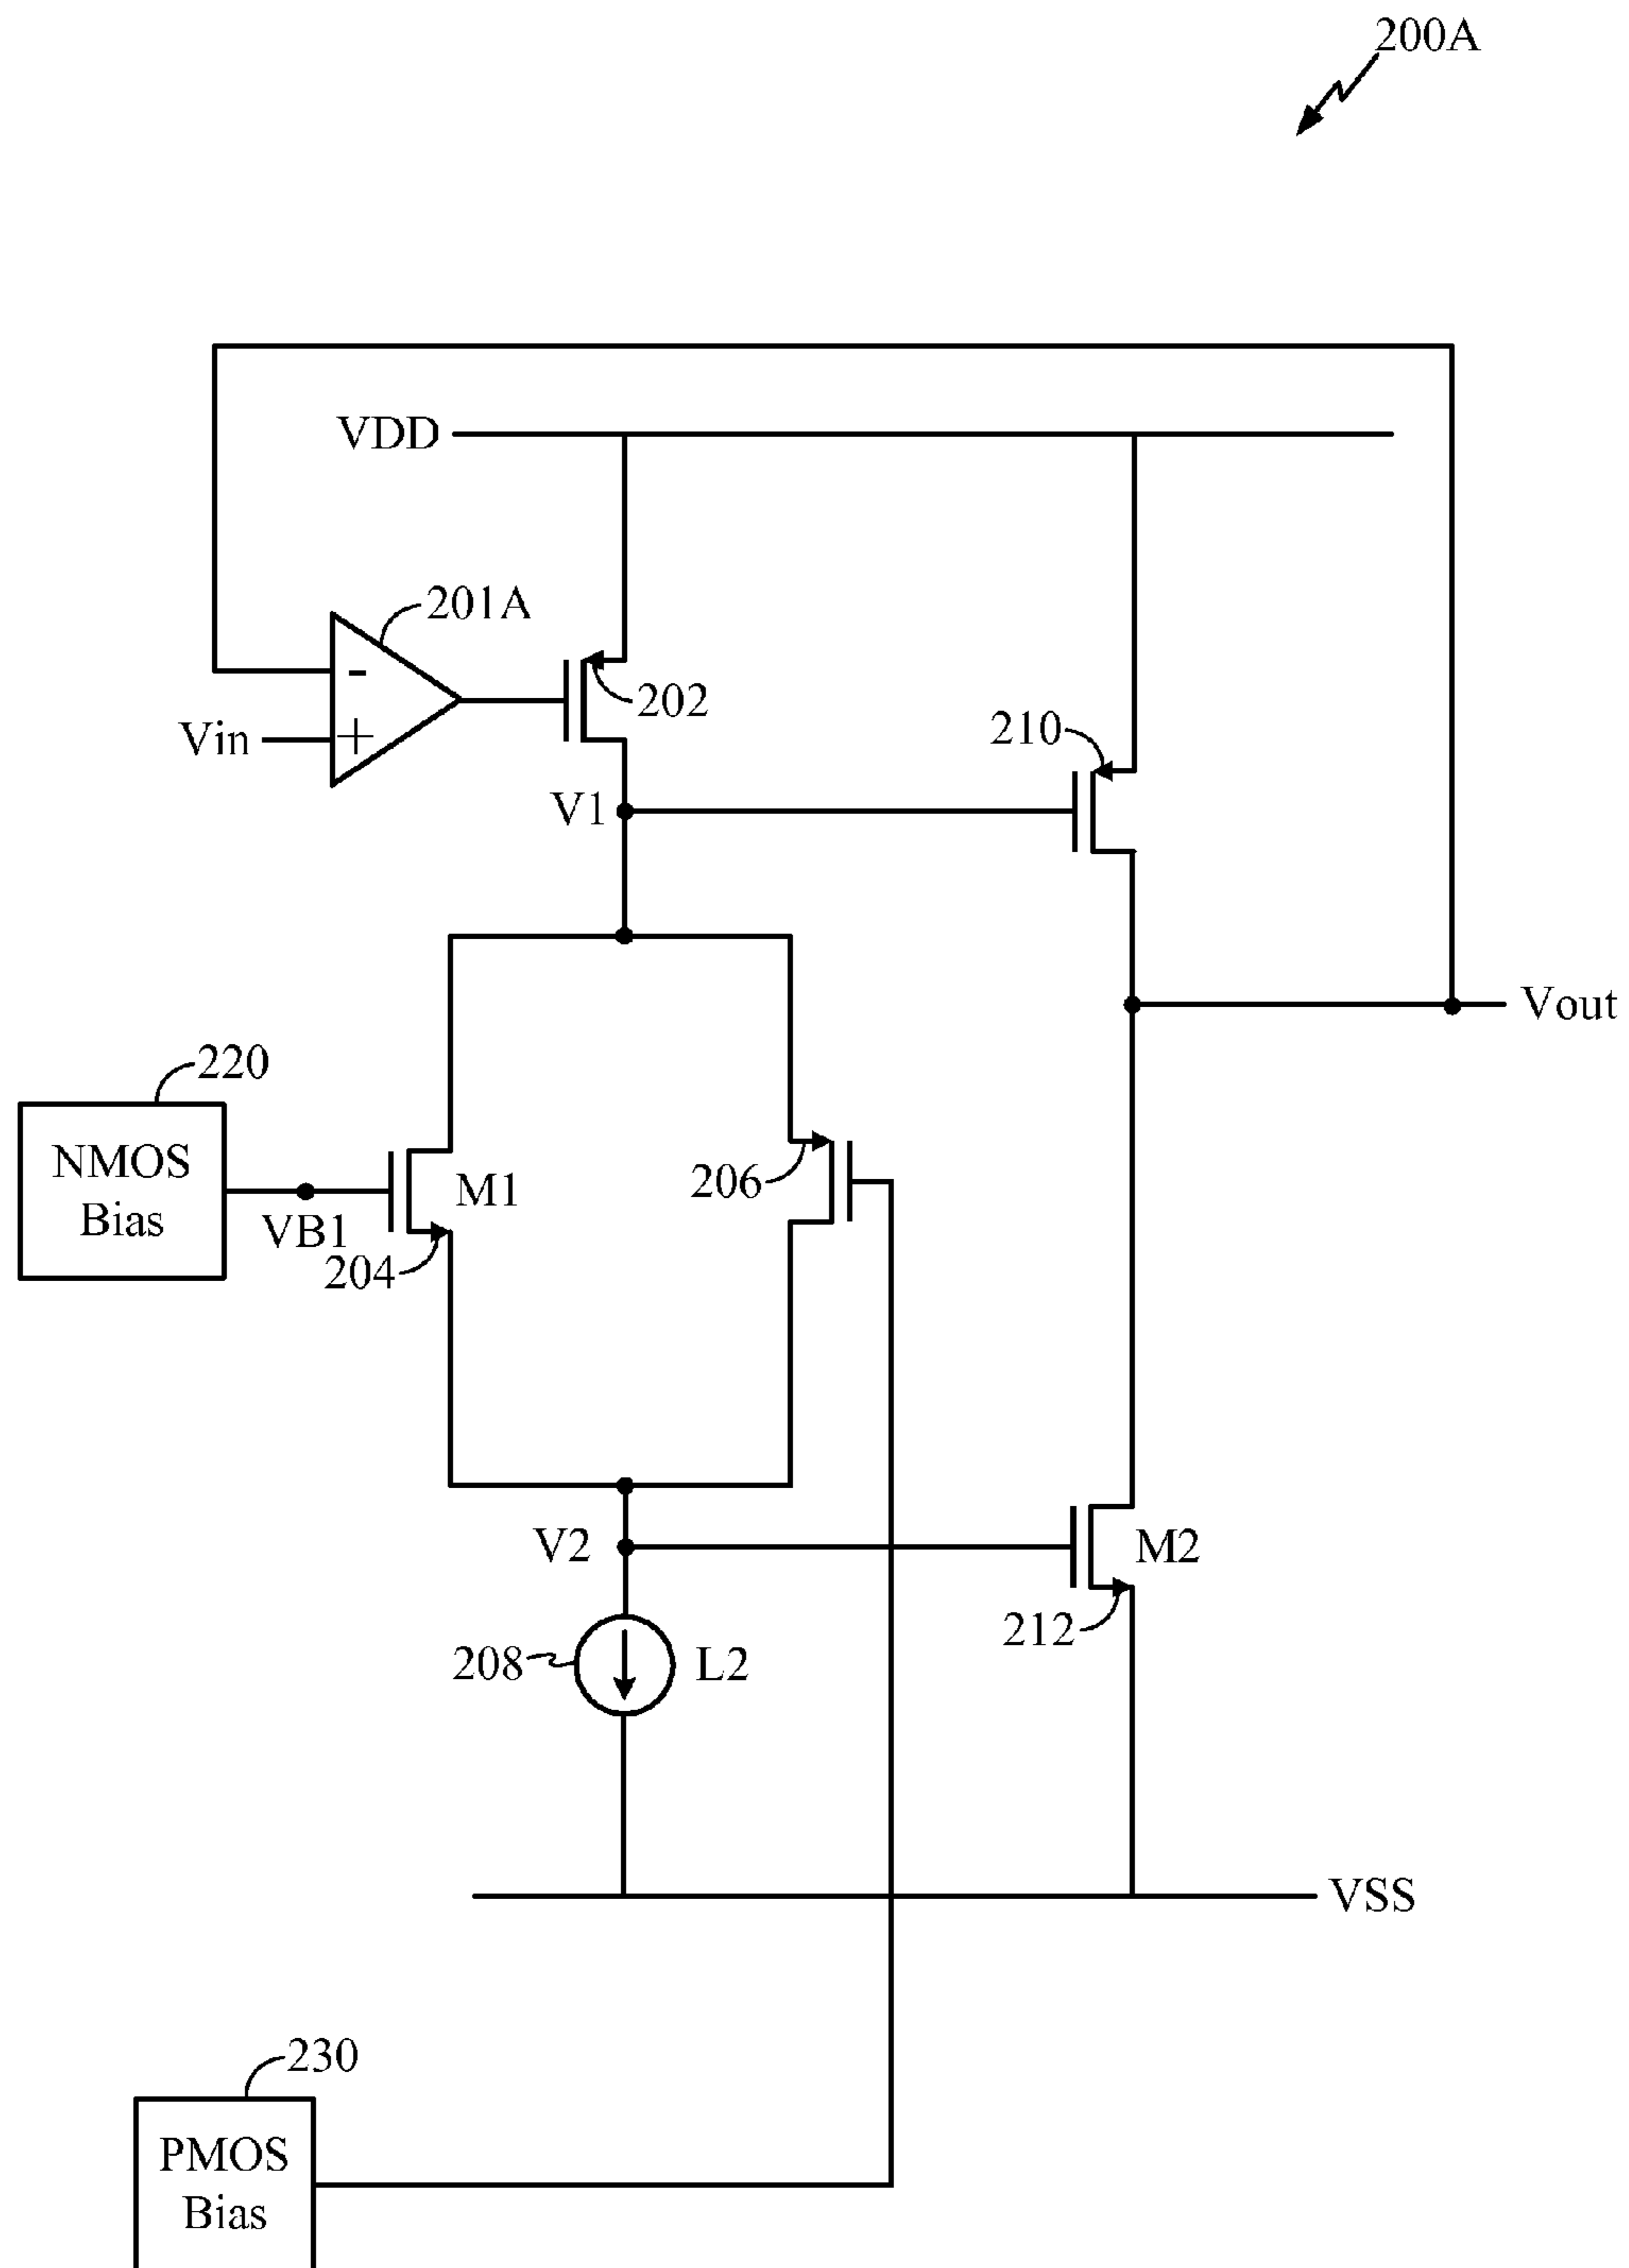 200A
VDD
201A
-
Vin
+
202
210
V1
Vout
220
NMOS
Bias
VB1
M1
204
206
V2
M2
212
208
L2
VSS
230
PMOS
Bias